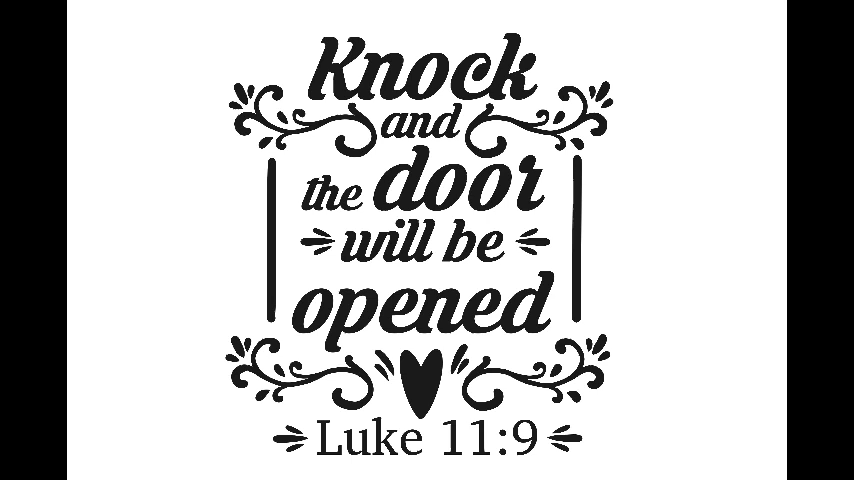 Knock
and
the door
will be
opened
Luke 11:9